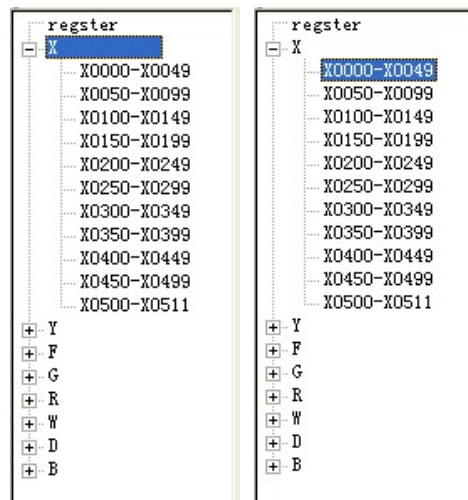 regster
X
X0000-X0049
X0050-X0099
X0100-X0149
X0150-X0199
X0200-X0249
X0250-X0299
X0300-X0349
X0350-X0399
X0400-X0449
X0450-X0499
X0500-X0511
Y
F
G
R
W
D
B
regster
X
X0000-X0049
X0050-X0099
X0100-X0149
X0150-X0199
X0200-X0249
X0250-X0299
X0300-X0349
X0350-X0399
X0400-X0449
X0450-X0499
X0500-X0511
Y
F
G
R
W
D
B